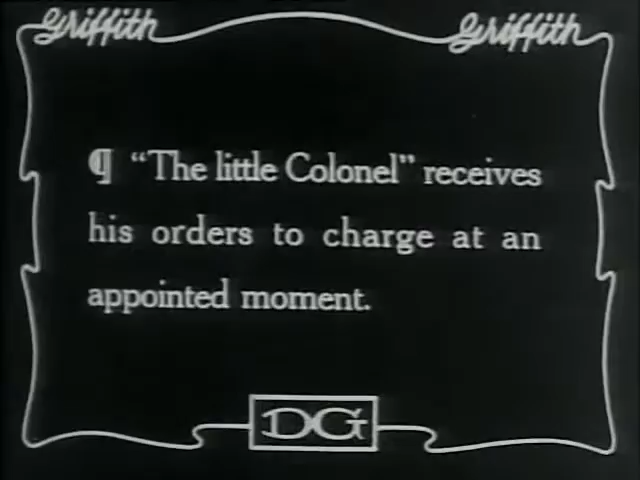 Griffith Griffith
¶ “The little Colonel” receives
his orders to charge at an
appointed moment.
DG